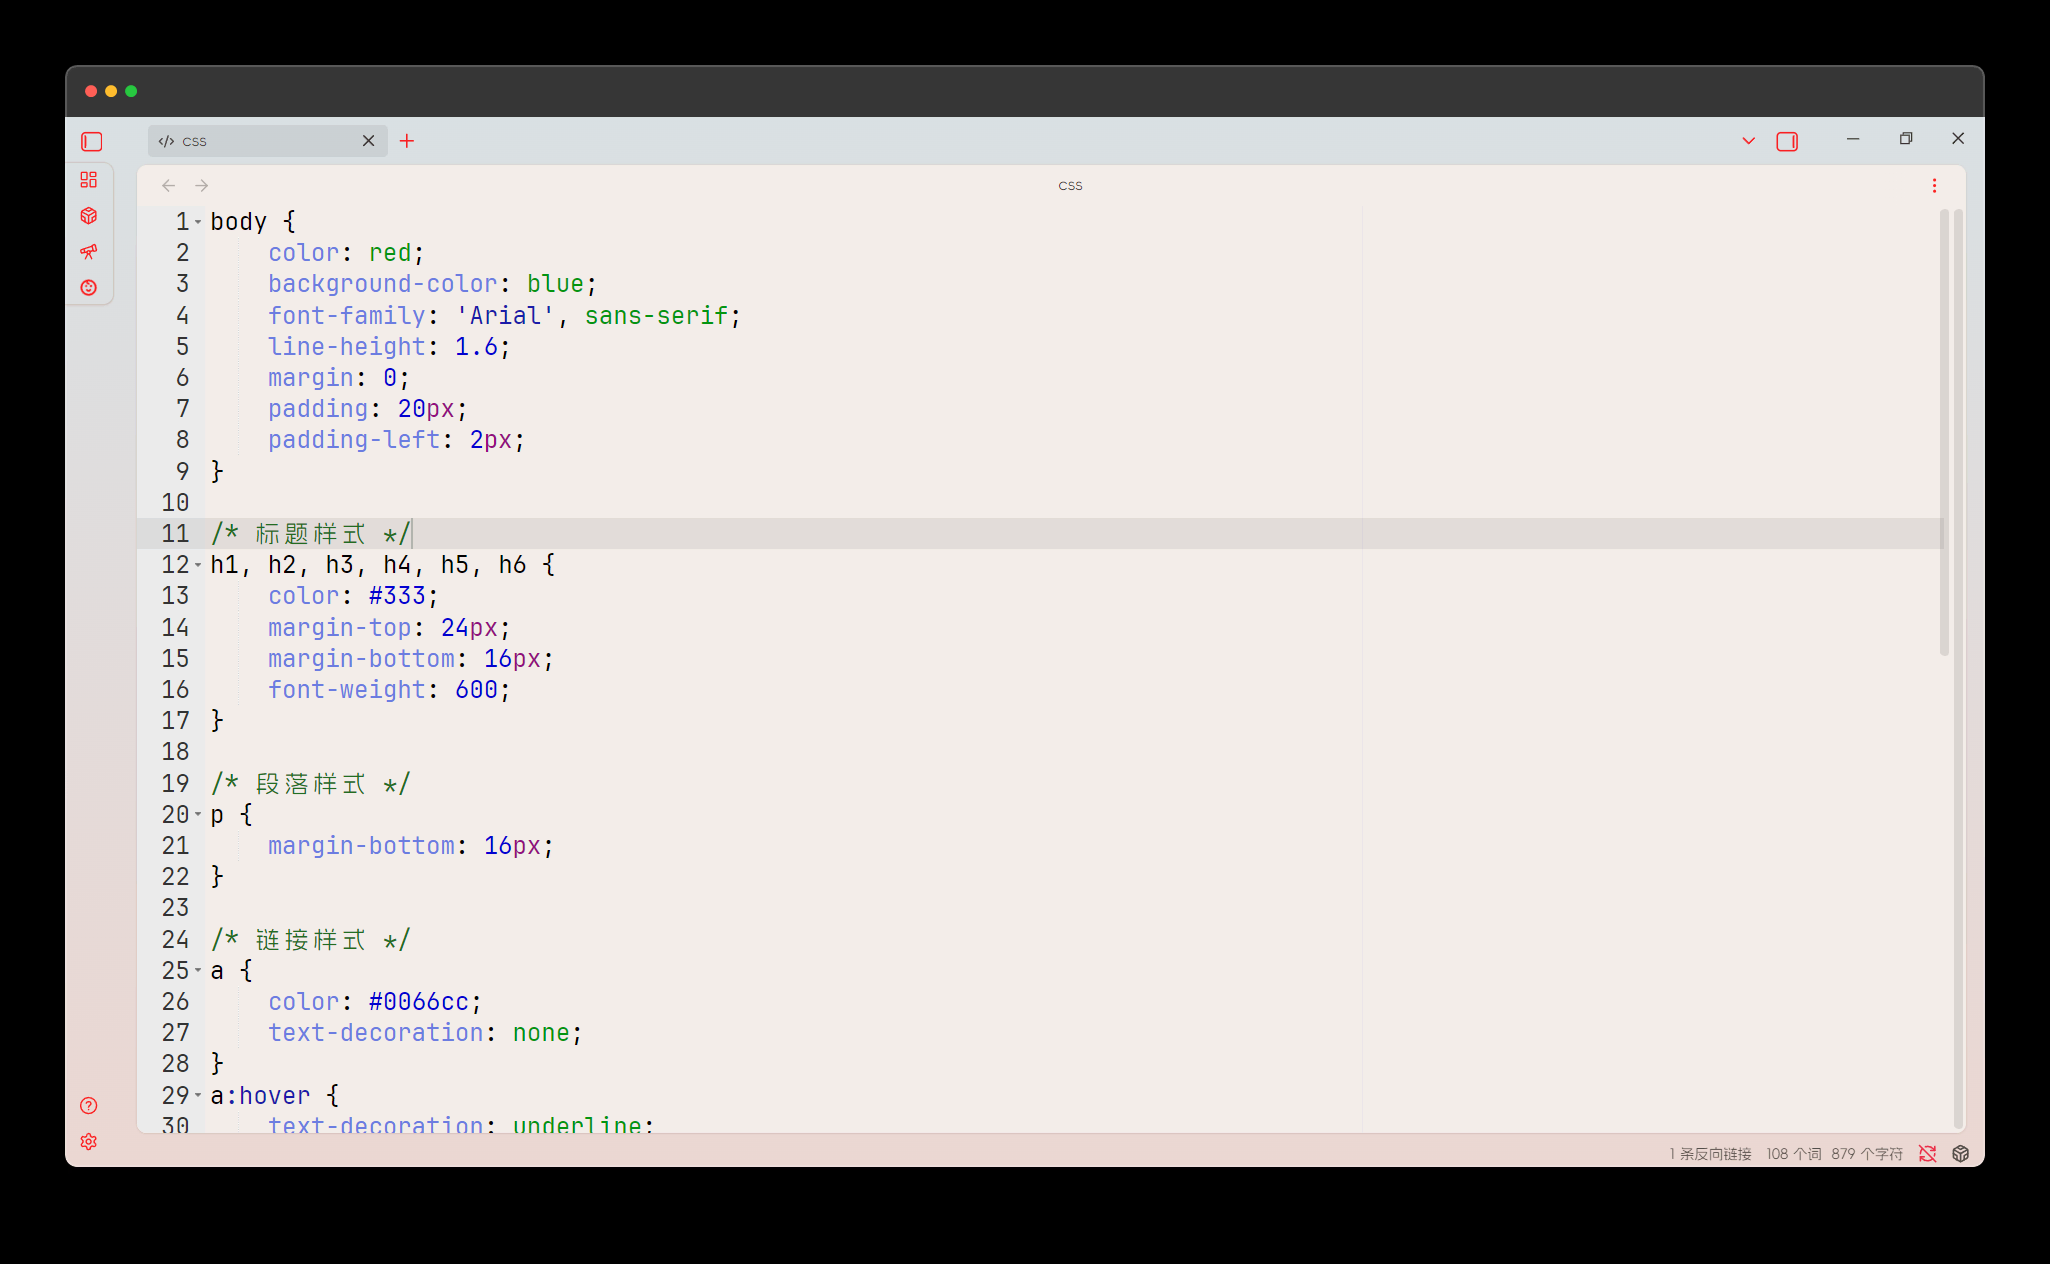 css
css
1 body {
2     color: red;
3     background-color: blue;
4     font-family: 'Arial', sans-serif;
5     line-height: 1.6;
6     margin: 0;
7     padding: 20px;
8     padding-left: 2px;
9 }
10
11 /* 标题样式 */
12 h1, h2, h3, h4, h5, h6 {
13     color: #333;
14     margin-top: 24px;
15     margin-bottom: 16px;
16     font-weight: 600;
17 }
18
19 /* 段落样式 */
20 p {
21     margin-bottom: 16px;
22 }
23
24 /* 链接样式 */
25 a {
26     color: #0066cc;
27     text-decoration: none;
28 }
29 a:hover {
30     text-decoration: underline;
1 条反向链接 108 个词 879 个字符